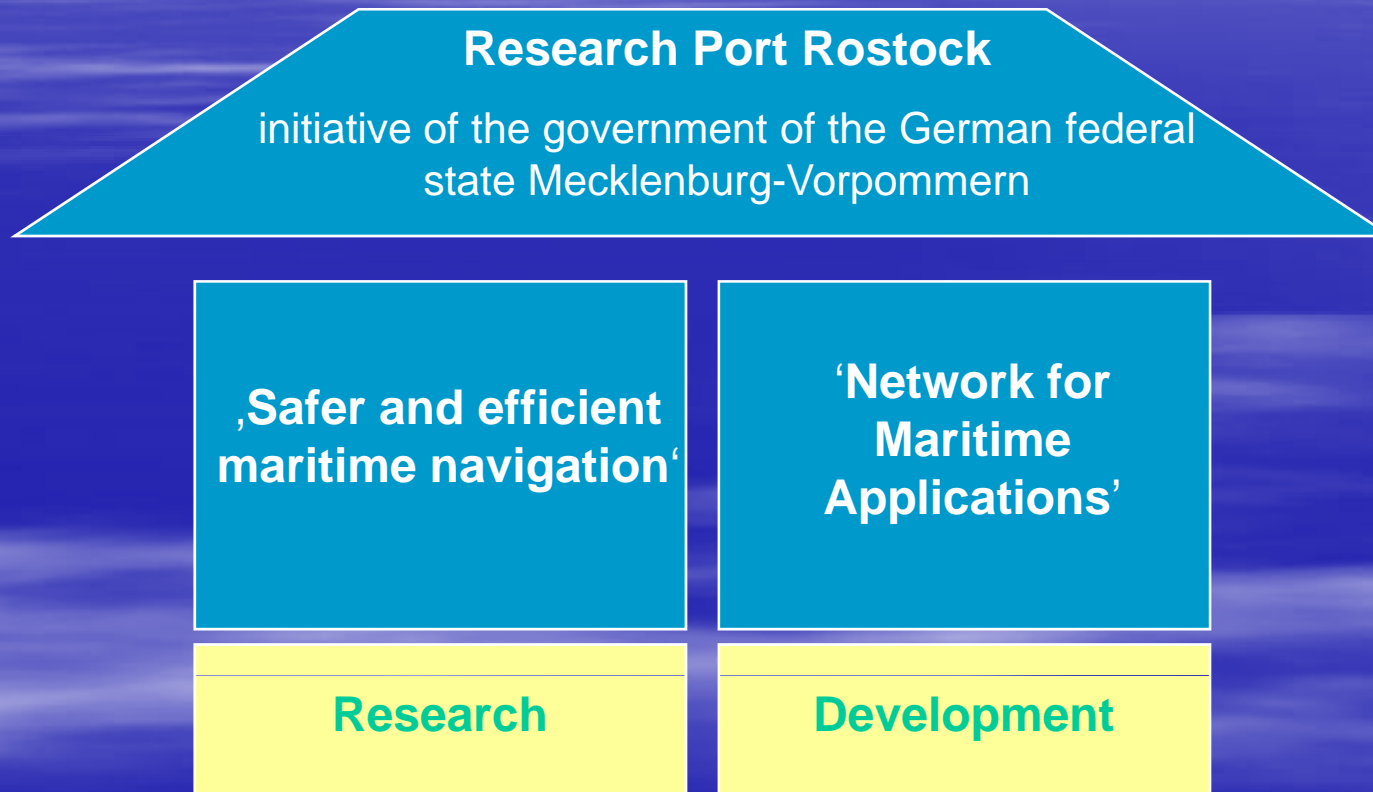 Research Port Rostock
initiative of the government of the German federal
state Mecklenburg-Vorpommern
‚Safer and efficient
maritime navigation‘
‘Network for
Maritime
Applications’
Research
Development